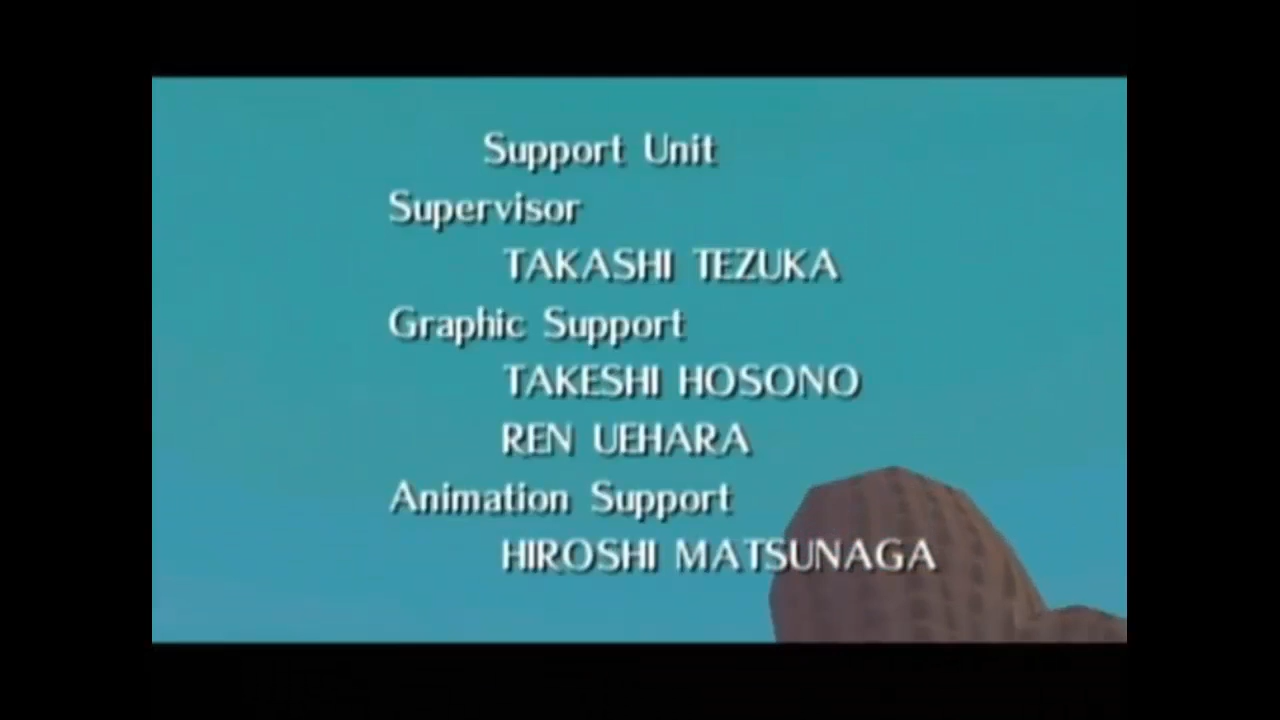 Support Unit
Supervisor
TAKASHI TEZUKA
Graphic Support
TAKESHI HOSONO
REN UEHARA
Animation Support
HIROSHI MATSUNAGA